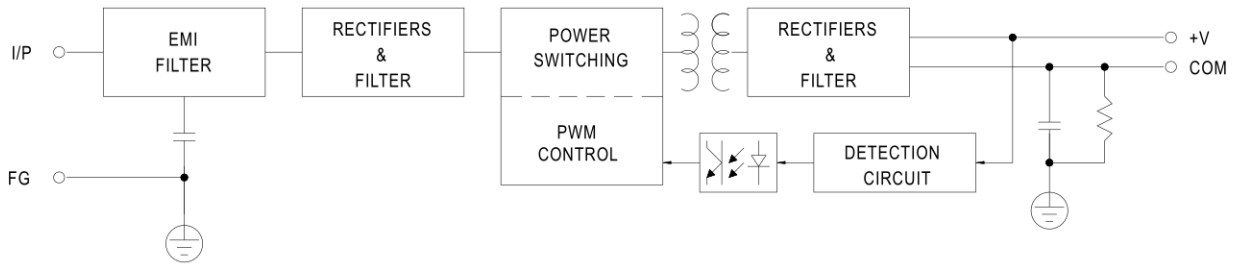 I/P
EMI
FILTER
RECTIFIERS
&
FILTER
POWER
SWITCHING
PWM
CONTROL
RECTIFIERS
&
FILTER
+V
COM
DETECTION
CIRCUIT
FG